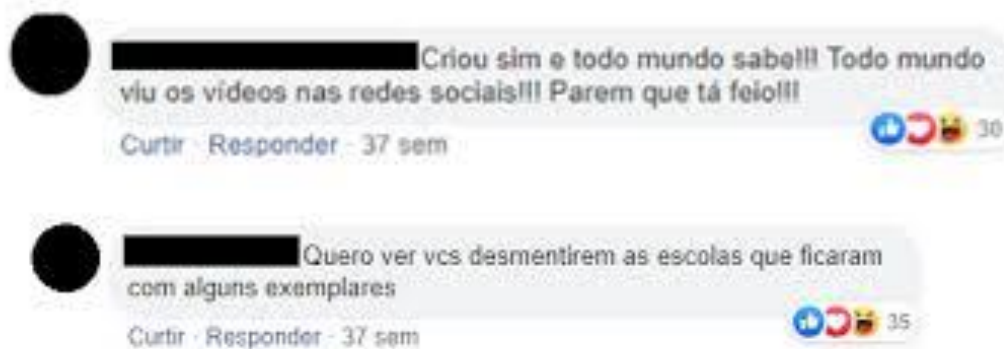 Criou sim e todo mundo sabe!!! Todo mundo
viu os vídeos nas redes sociais!!! Parem que tá feio!!!
Curtir · Responder · 37 sem
38
Quero ver vcs desmentirem as escolas que ficaram
com alguns exemplares
Curtir · Responder · 37 sem
35